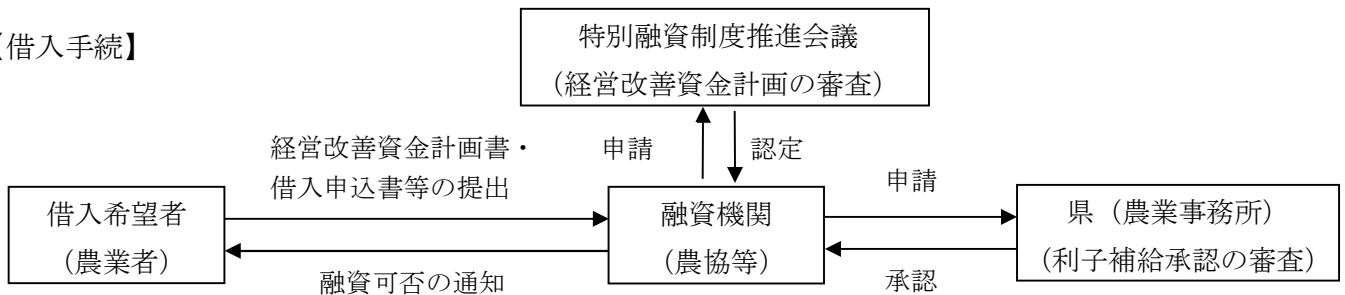 【借入手続】
特別融資制度推進会議
（経営改善資金計画の審査）
経営改善資金計画書・
借入申込書等の提出
申請
認定
申請
借入希望者
（農業者）
融資機関
（農協等）
県（農業事務所）
（利子補給承認の審査）
融資可否の通知
承認